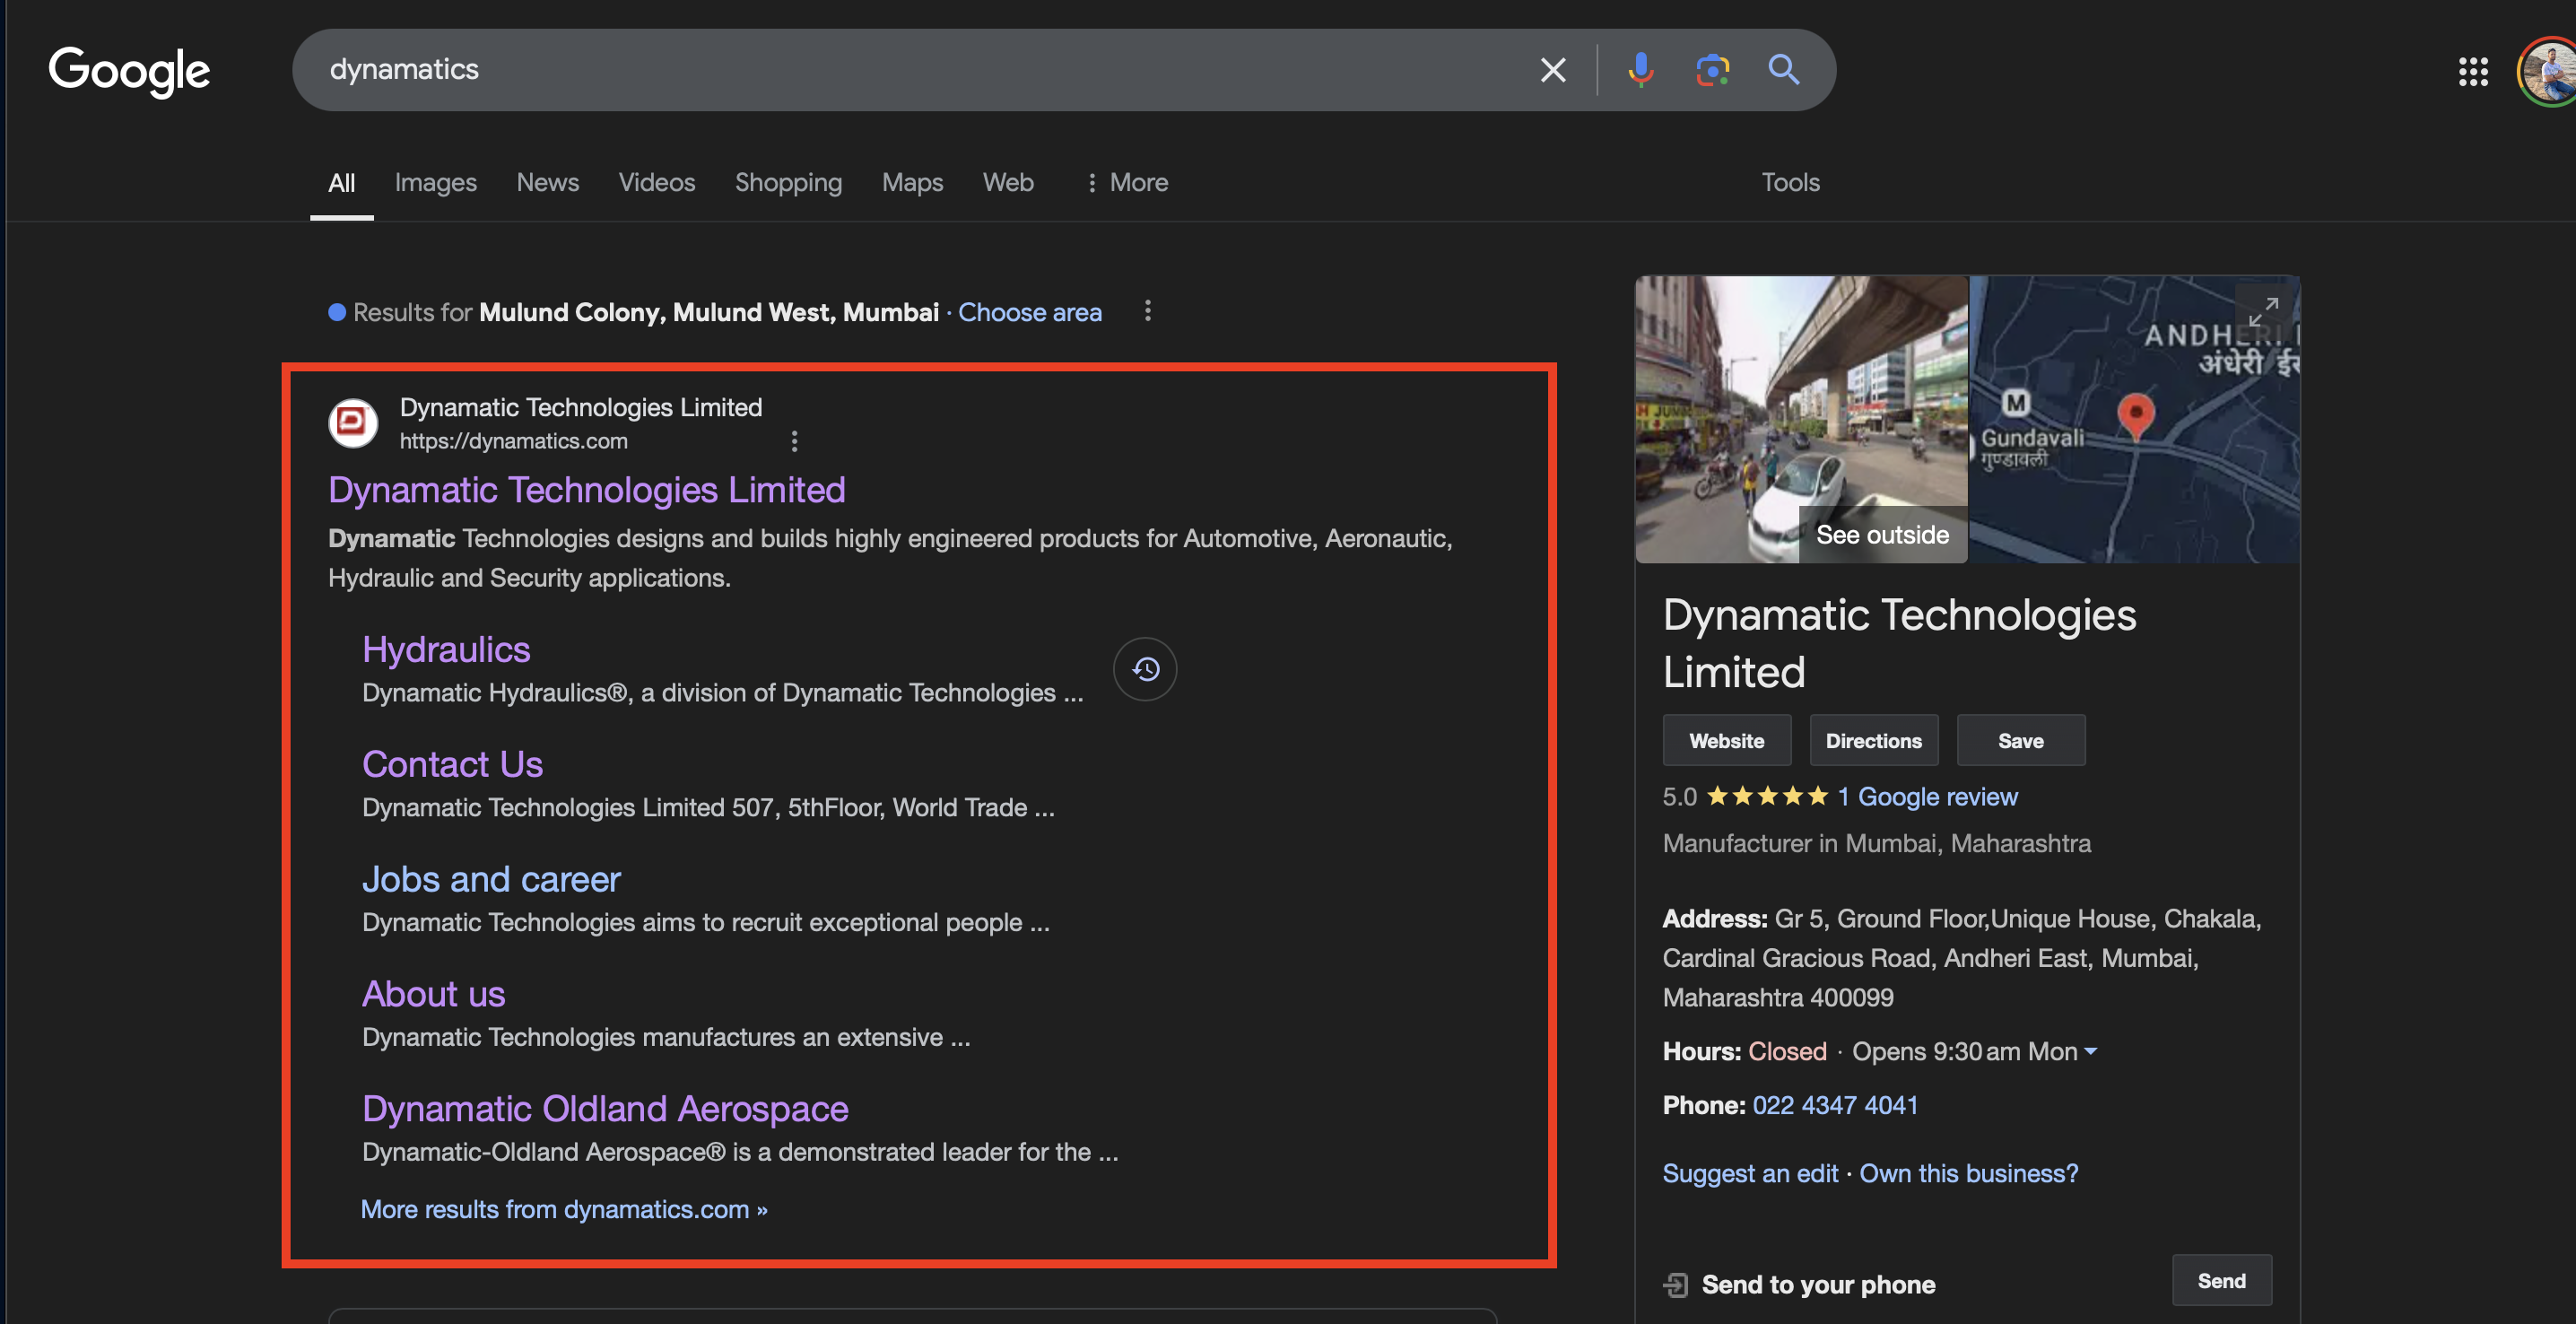 Google
dynamatics
All Images News Videos Shopping Maps Web More
Tools
Results for Mulund Colony, Mulund West, Mumbai · Choose area
Dynamatic Technologies Limited
https://dynamatics.com
Dynamatic Technologies Limited
Dynamatic Technologies designs and builds highly engineered products for Automotive, Aeronautic,
Hydraulic and Security applications.
Hydraulics
Dynamatic Hydraulics®, a division of Dynamatic Technologies ...
Contact Us
Dynamatic Technologies Limited 507, 5thFloor, World Trade ...
Jobs and career
Dynamatic Technologies aims to recruit exceptional people ...
About us
Dynamatic Technologies manufactures an extensive ...
Dynamatic Oldland Aerospace
Dynamatic-Oldland Aerospace® is a demonstrated leader for the ...
More results from dynamatics.com »
See outside
ANDHERI
अंधेरी
M
Gundavali
गुण्डावली
Dynamatic Technologies
Limited
Website Directions Save
5.0 ★★★★★ 1 Google review
Manufacturer in Mumbai, Maharashtra
Address: Gr 5, Ground Floor,Unique House, Chakala,
Cardinal Gracious Road, Andheri East, Mumbai,
Maharashtra 400099
Hours: Closed · Opens 9:30 am Mon
Phone: 022 4347 4041
Suggest an edit · Own this business?
Send to your phone
Send